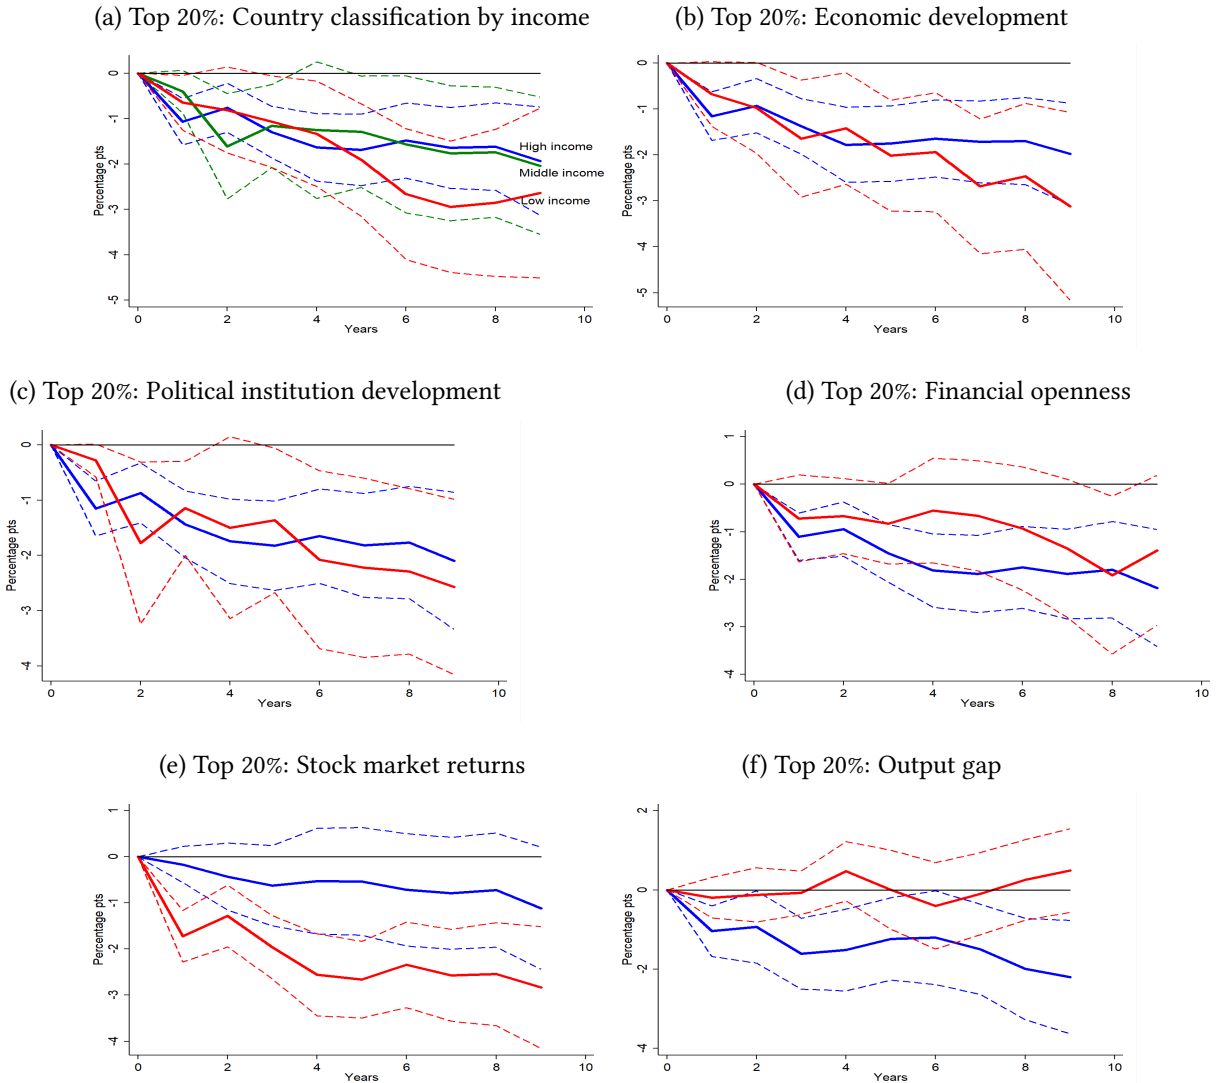 (a) Top 20%: Country classification by income
Percentage pts
0
-1
-2
-3
-4
-5
High income
Middle income
Low income
0 2 4 6 8 10
Years
(b) Top 20%: Economic development
Percentage pts
0
-1
-2
-3
-4
-5
0 2 4 6 8 10
Years
(c) Top 20%: Political institution development
Percentage pts
0
-1
-2
-3
-4
0 2 4 6 8 10
Years
(d) Top 20%: Financial openness
Percentage pts
1
0
-1
-2
-3
-4
0 2 4 6 8 10
Years
(e) Top 20%: Stock market returns
Percentage pts
1
0
-1
-2
-3
-4
0 2 4 6 8 10
Years
(f) Top 20%: Output gap
Percentage pts
2
0
-2
-4
0 2 4 6 8 10
Years